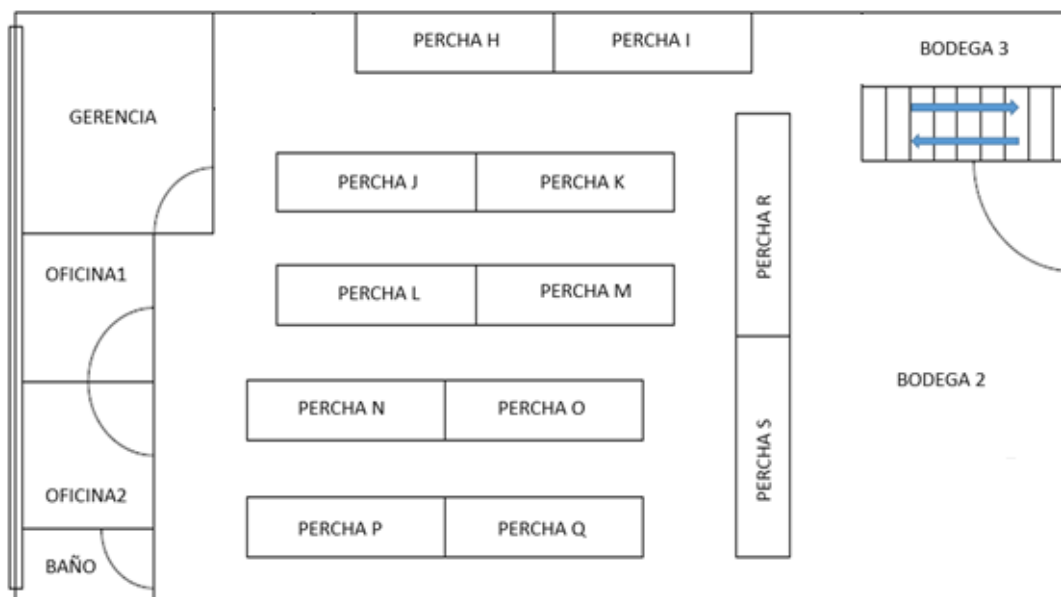 PERCHA H
PERCHA I
BODEGA 3
GERENCIA
PERCHA J
PERCHA K
PERCHA R
OFICINA1
PERCHA L
PERCHA M
BODEGA 2
PERCHA N
PERCHA O
PERCHA S
OFICINA2
PERCHA P
PERCHA Q
BAÑO